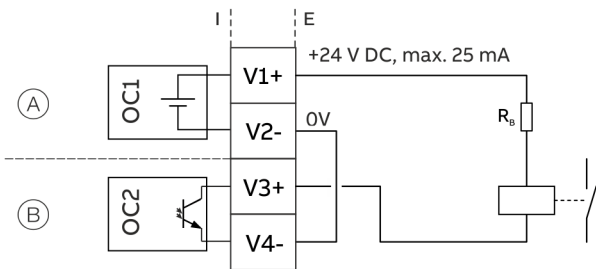 I E
+24 V DC, max. 25 mA
A OC1 V1+
V2- 0V
R_B
B OC2 V3+
V4-